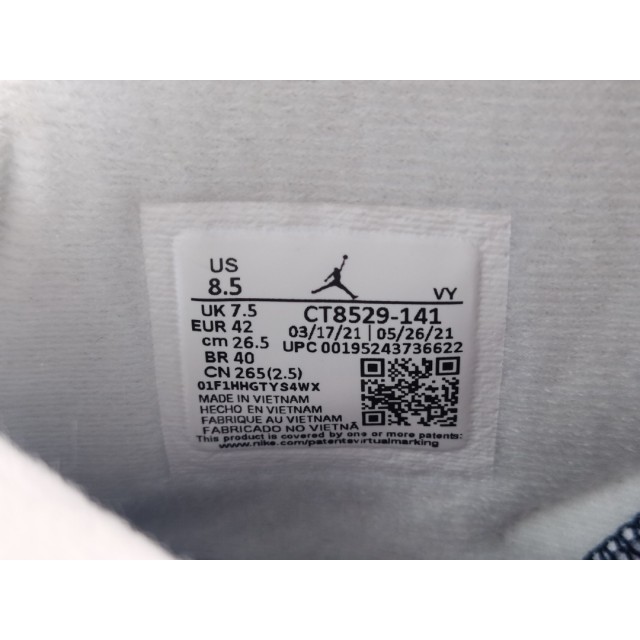 US
8.5
VY
UK 7.5
CT8529-141
EUR 42
03/17/21 | 05/26/21
cm 26.5
UPC 00195243736622
BR 40
CN 265(2.5)
01F1HHGTYS4WX
MADE IN VIETNAM
HECHO EN VIETNAM
FABRIQUE AU VIETNAM
FABRICADO NO VIETNÃ
This product is covered by one or more patents:
www.nike.com/patentsvirtualmarking